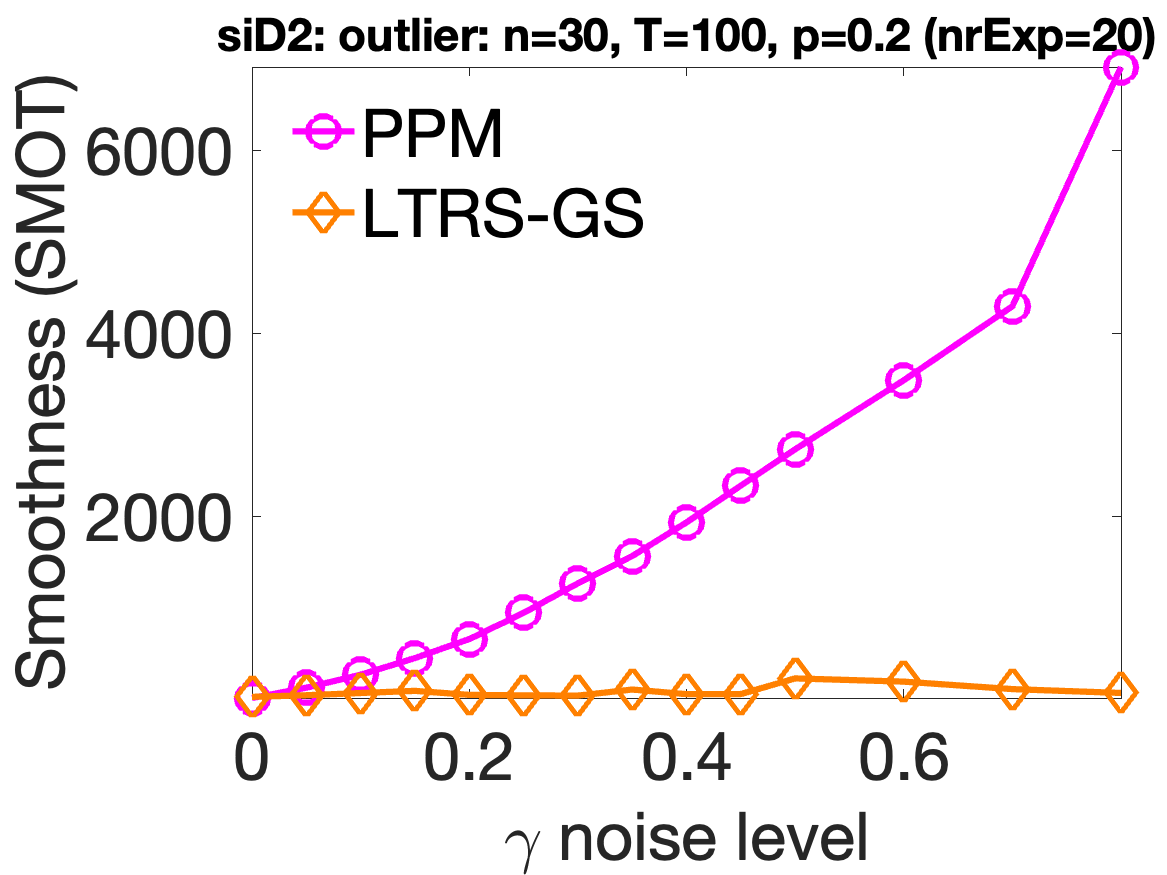 siD2: outlier: n=30, T=100, p=0.2 (nrExp=20)
PPM
LTRS-GS
Smoothness (SMOT)
6000
4000
2000
0
0.2
0.4
0.6
γ noise level